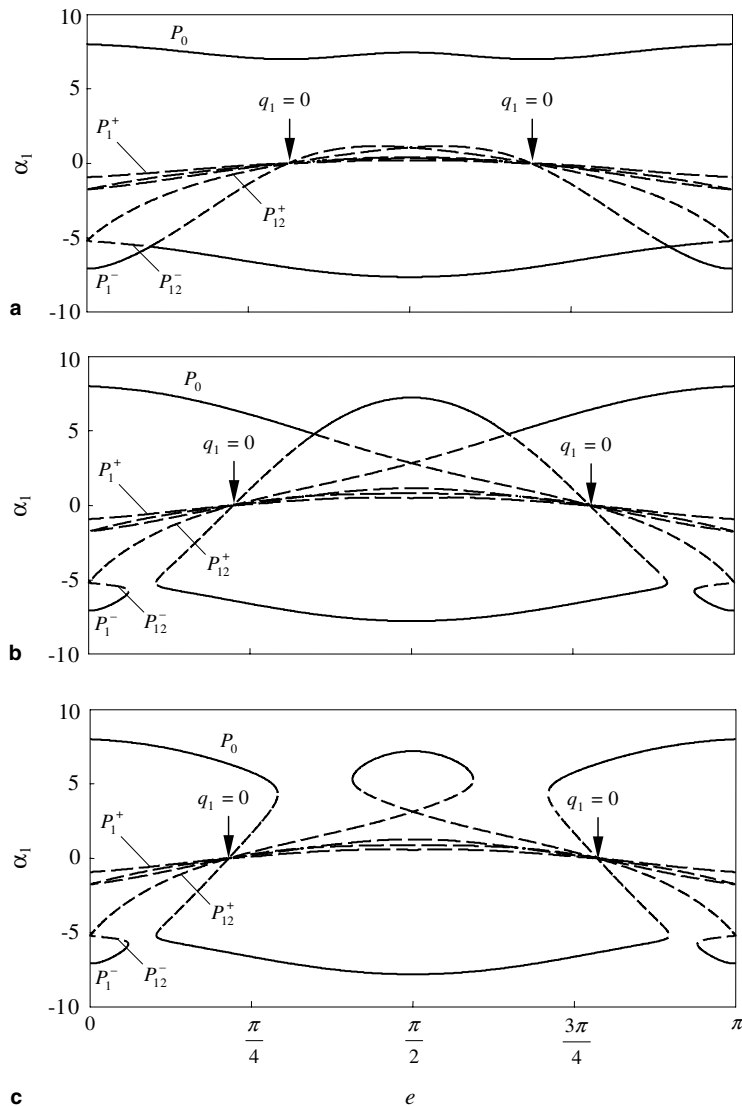 10
P₀
5
q₁ = 0
q₁ = 0
P₁⁺
α₁
0
P₁₂⁺
-5
P₁⁻
P₁₂⁻
a
-10
10
P₀
5
q₁ = 0
q₁ = 0
P₁⁺
α₁
0
P₁₂⁺
-5
P₁⁻
P₁₂⁻
b
-10
10
P₀
5
q₁ = 0
q₁ = 0
P₁⁺
α₁
0
P₁₂⁺
-5
P₁⁻
P₁₂⁻
-10
0
π/4
π/2
3π/4
π
c
e